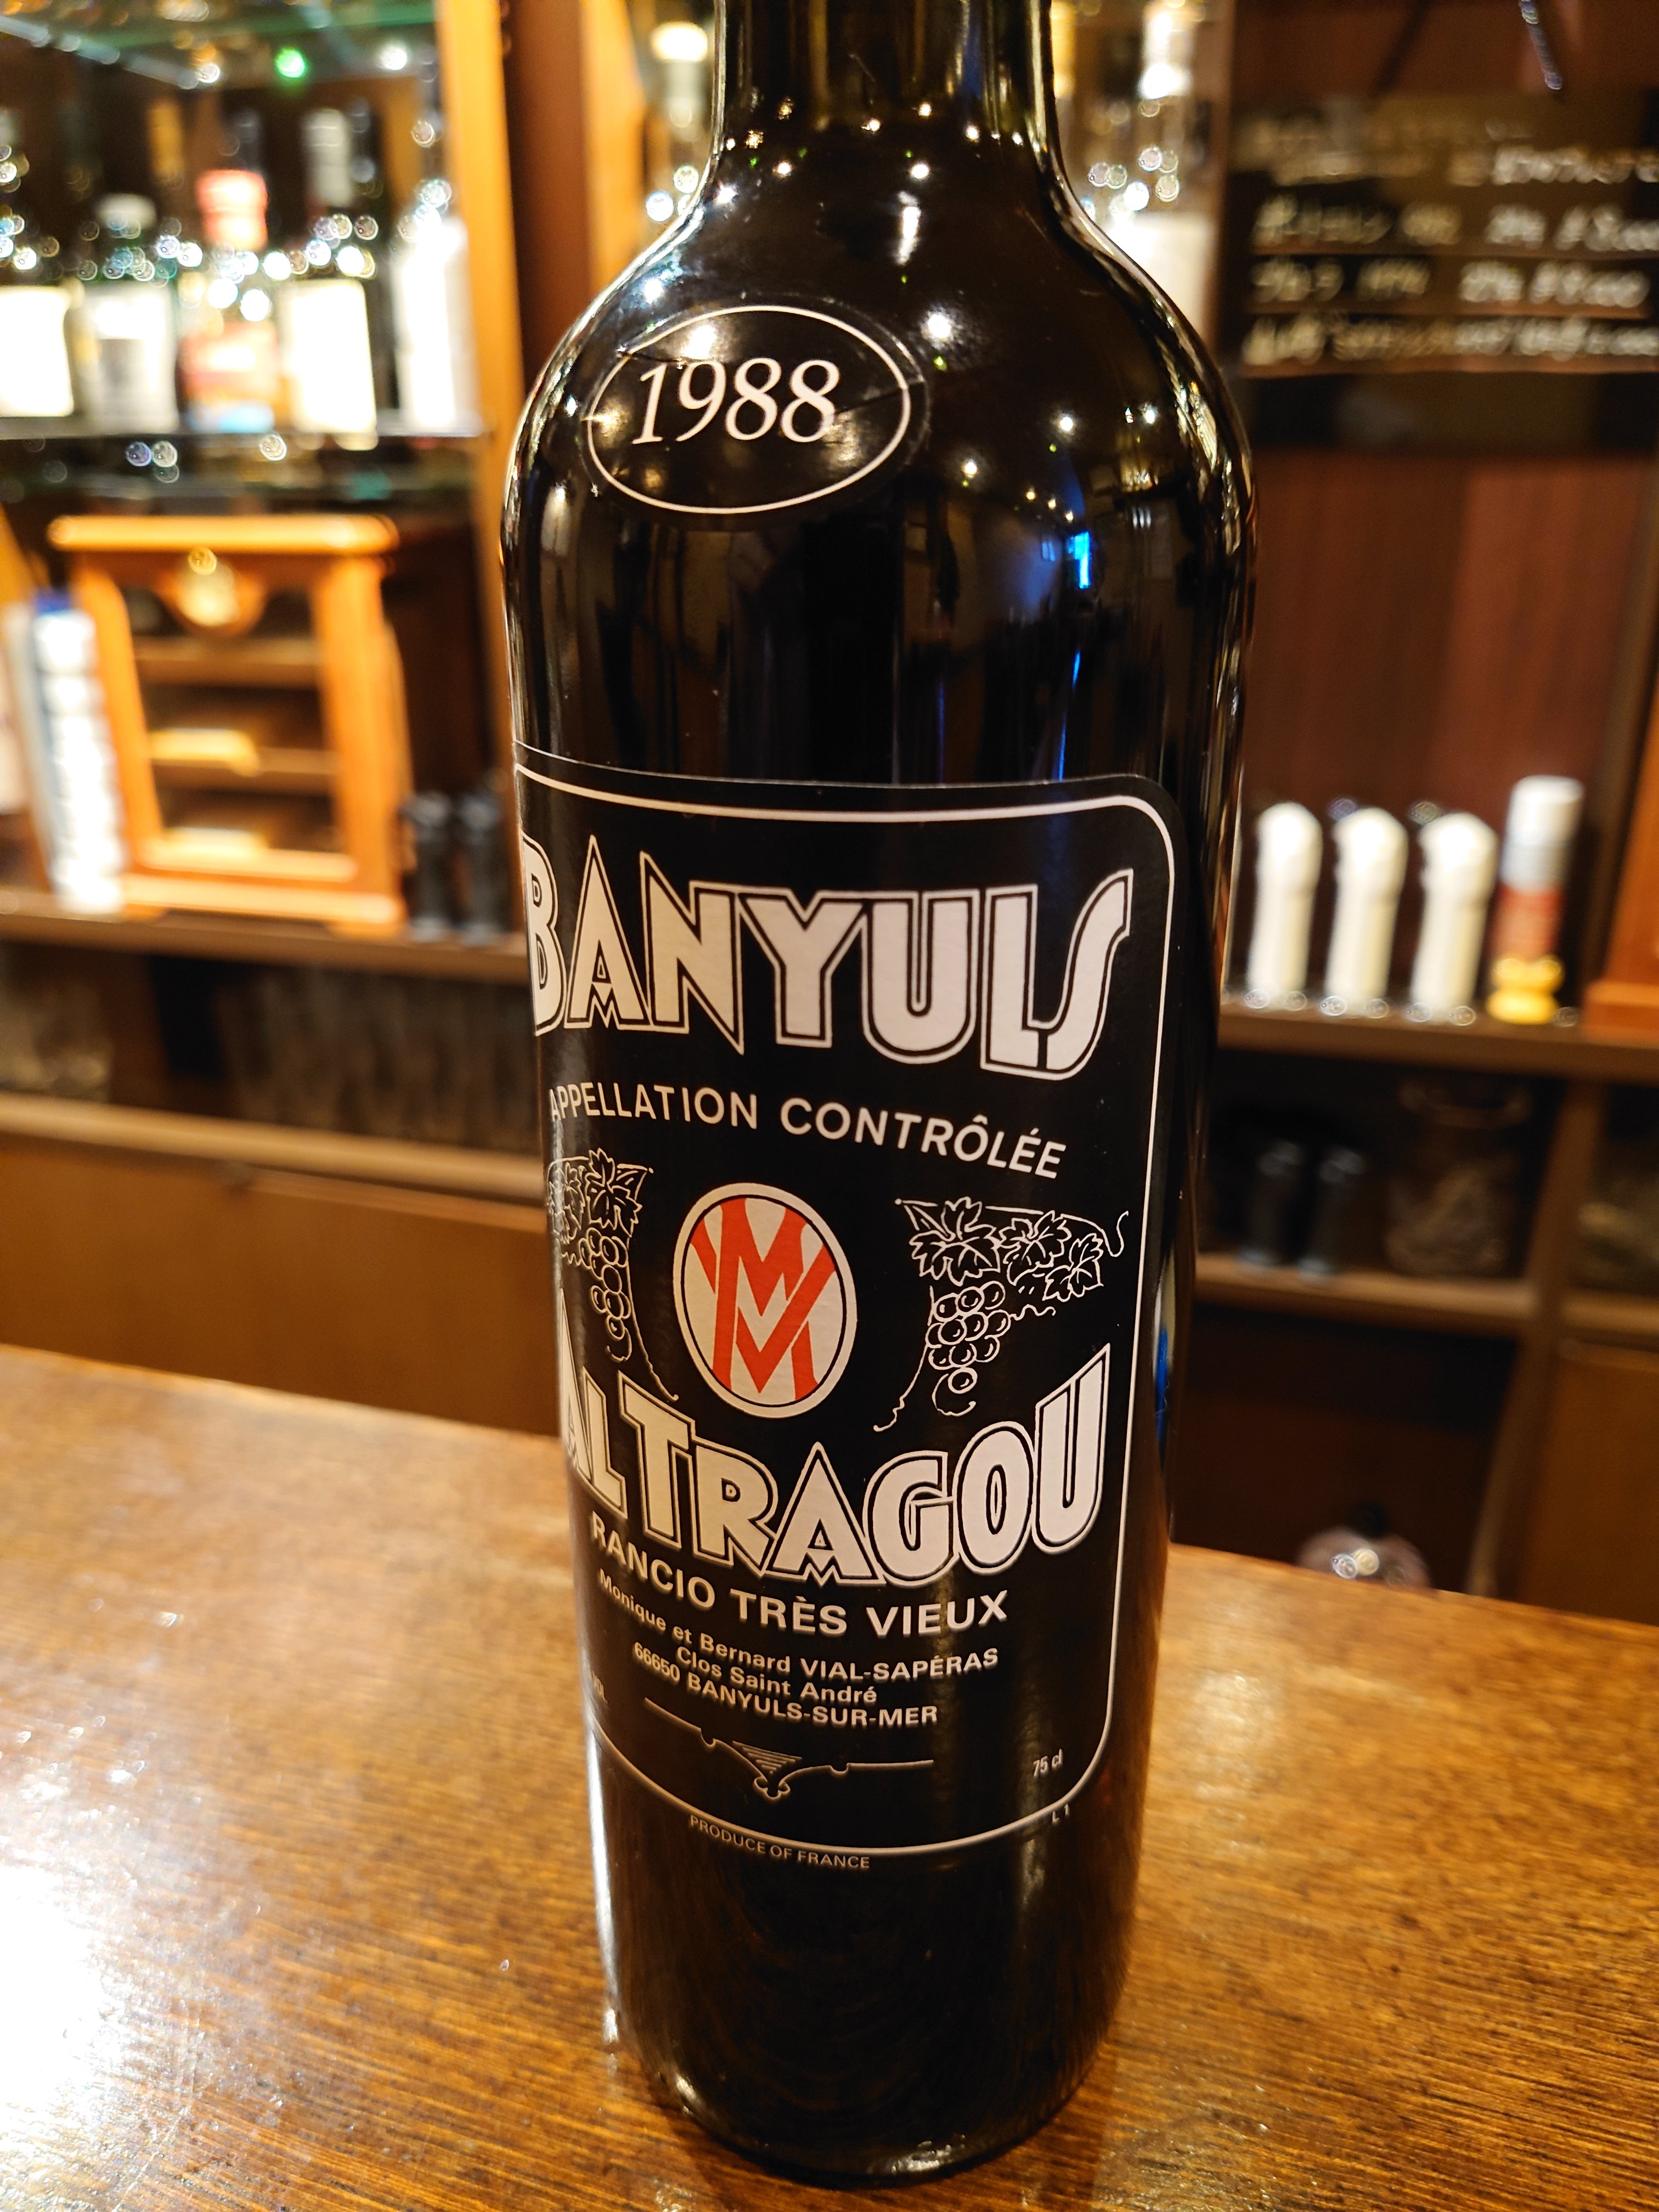 1988
BANYULS
APPELLATION CONTRÔLÉE
VM
AL TRAGOU
RANCIO TRÈS VIEUX
Monique et Bernard VIAL-SAPÉRAS
Clos Saint André
66650 BANYULS-SUR-MER
75 cl
L 1
PRODUCE OF FRANCE